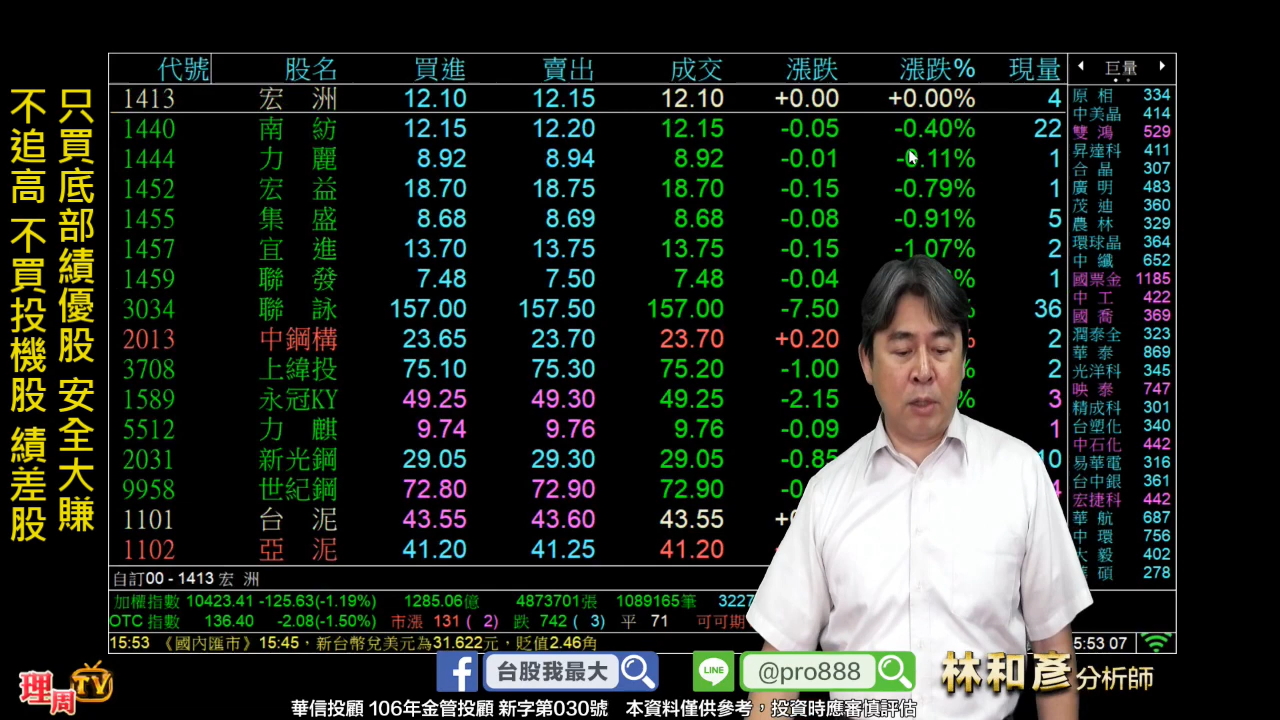 只買底部績優股 安全大賺
不追高 不買投機股 績差股
代號 股名 買進 賣出 成交 漲跌 漲跌% 現量
1413 宏洲 12.10 12.15 12.10 +0.00 +0.00% 4
1440 南紡 12.15 12.20 12.15 -0.05 -0.40% 22
1444 力麗 8.92 8.94 8.92 -0.01 -0.11% 1
1452 宏益 18.70 18.75 18.70 -0.15 -0.79% 1
1455 集盛 8.68 8.69 8.68 -0.08 -0.91% 5
1457 宜進 13.70 13.75 13.75 -0.15 -1.07% 2
1459 聯發 7.48 7.50 7.48 -0.04 % 1
3034 聯詠 157.00 157.50 157.00 -7.50 36
2013 中鋼構 23.65 23.70 23.70 +0.20 % 2
3708 上緯投 75.10 75.30 75.20 -1.00 2
1589 永冠KY 49.25 49.30 49.25 -2.15 % 3
5512 力麒 9.74 9.76 9.76 -0.09 1
2031 新光鋼 29.05 29.30 29.05 -0.85 10
9958 世紀鋼 72.80 72.90 72.90 -0
1101 台泥 43.55 43.60 43.55
1102 亞泥 41.20 41.25 41.20
巨量
原相 334
中美晶 414
雙鴻 529
昇達科 411
合晶 307
廣明 483
茂迪 360
農林 329
環球晶 364
中纖 652
國票金 1185
中工 422
國喬 369
潤泰全 323
華泰 869
光洋科 345
映泰 747
精成科 301
台塑化 340
中石化 442
易華電 316
台中銀 361
宏捷科 442
華航 687
中環 756
大毅 402
碩 278
自訂00 - 1413 宏洲
加權指數 10423.41 -125.63(-1.19%) 1285.06億 4873701張 1089165筆 3227
OTC 指數 136.40 -2.08(-1.50%) 市漲 131 ( 2) 跌 742 ( 3) 平 71 可可期
15:53 《國內匯市》15:45，新台幣兌美元為31.622元，貶值2.46角
5:53 07
理周TV
台股我最大
LINE
@pro888
林和彥分析師
華信投顧 106年金管投顧 新字第030號 本資料僅供參考，投資時應審慎評估